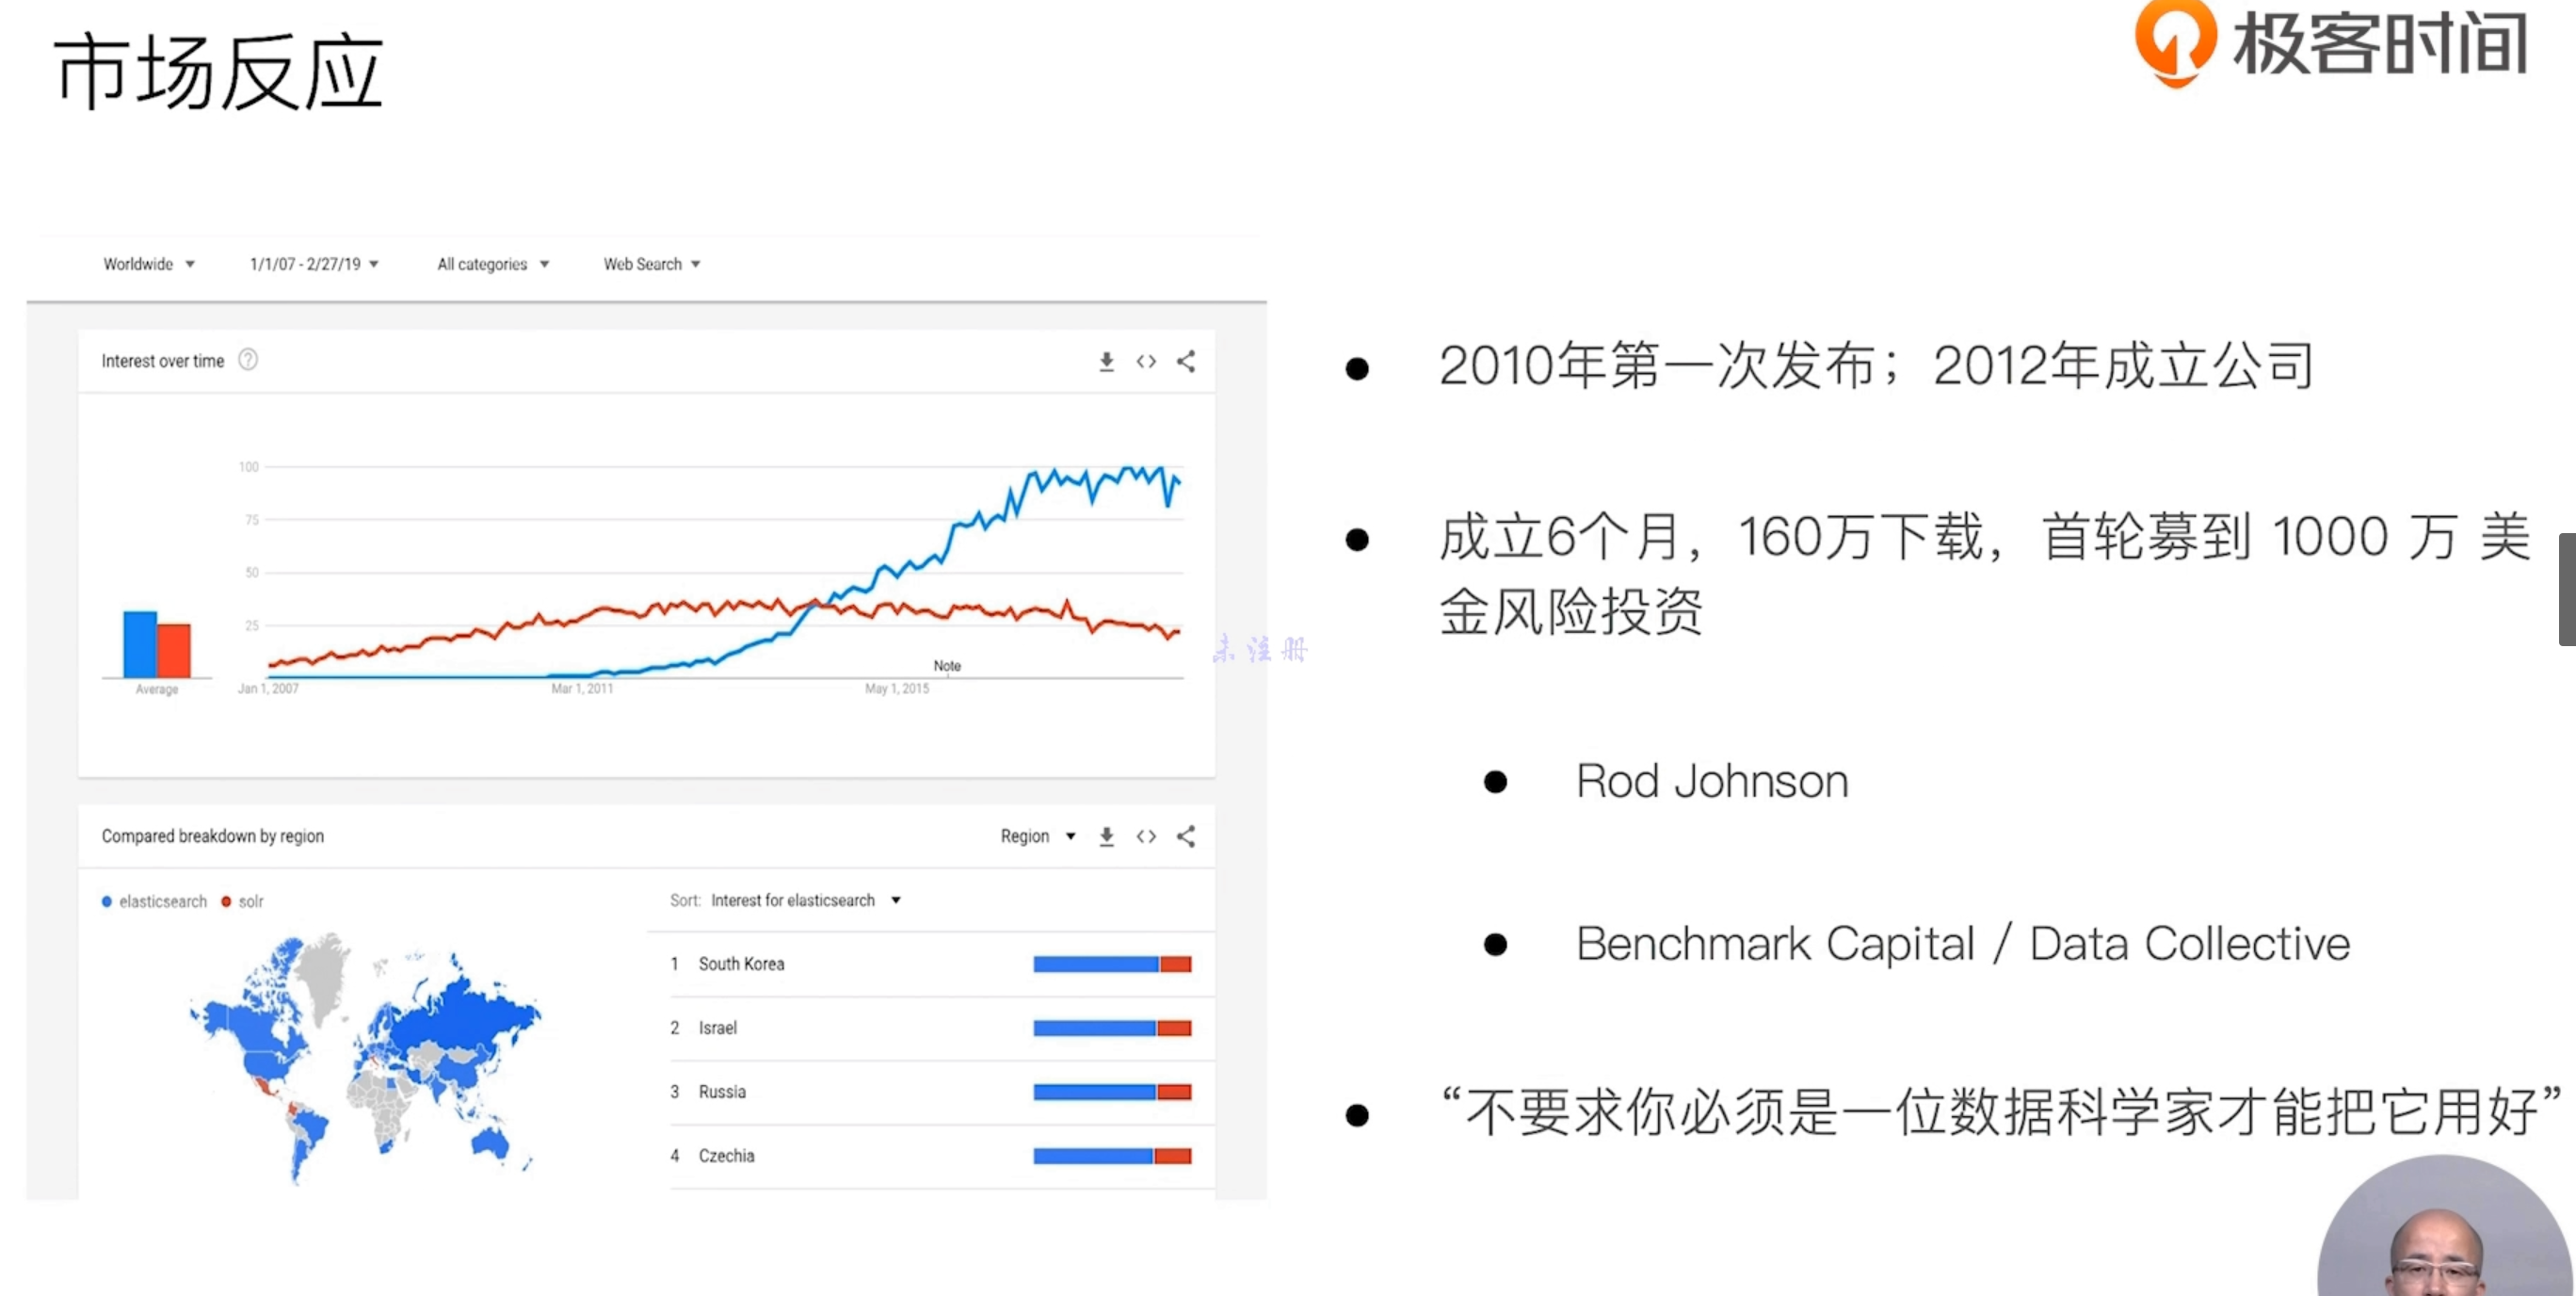 市场反应
极客时间
Worldwide
1/1/07 - 2/27/19
All categories
Web Search
Interest over time
?
<>
100
75
50
25
Note
Average
Jan 1, 2007
Mar 1, 2011
May 1, 2015
Compared breakdown by region
Region
<>
elasticsearch
solr
Sort: Interest for elasticsearch
1 South Korea
2 Israel
3 Russia
4 Czechia
未注册
2010年第一次发布；2012年成立公司
成立6个月，160万下载，首轮募到 1000 万 美
金风险投资
Rod Johnson
Benchmark Capital / Data Collective
“不要求你必须是一位数据科学家才能把它用好”